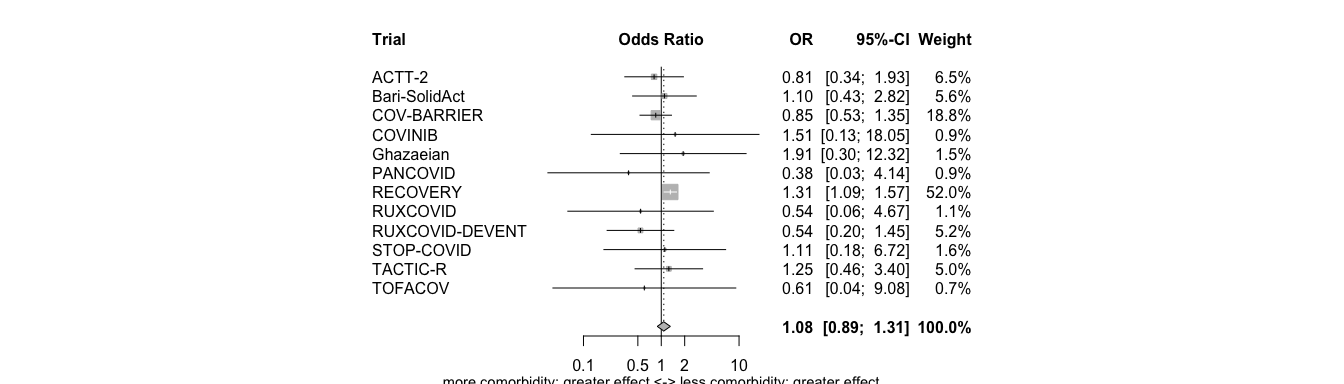 Trial Odds Ratio OR 95%-CI Weight
ACTT-2 0.81 [0.34; 1.93] 6.5%
Bari-SolidAct 1.10 [0.43; 2.82] 5.6%
COV-BARRIER 0.85 [0.53; 1.35] 18.8%
COVINIB 1.51 [0.13; 18.05] 0.9%
Ghazaeian 1.91 [0.30; 12.32] 1.5%
PANCOVID 0.38 [0.03; 4.14] 0.9%
RECOVERY 1.31 [1.09; 1.57] 52.0%
RUXCOVID 0.54 [0.06; 4.67] 1.1%
RUXCOVID-DEVENT 0.54 [0.20; 1.45] 5.2%
STOP-COVID 1.11 [0.18; 6.72] 1.6%
TACTIC-R 1.25 [0.46; 3.40] 5.0%
TOFACOV 0.61 [0.04; 9.08] 0.7%
1.08 [0.89; 1.31] 100.0%
0.1 0.5 1 2 10
more comorbidity: greater effect <-> less comorbidity: greater effect